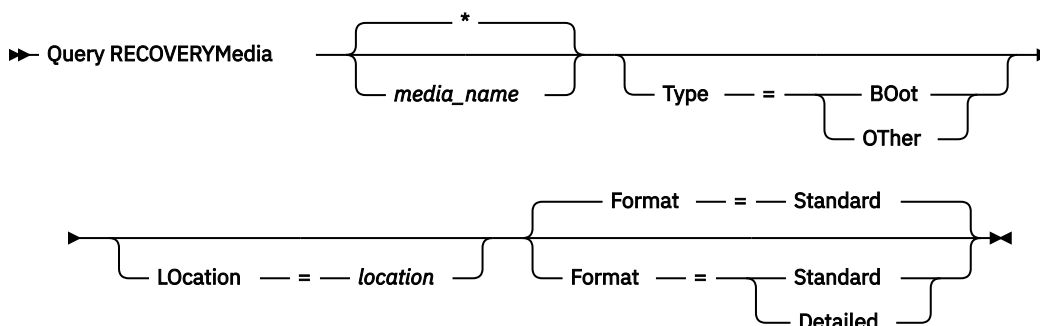 *
Query RECOVERYMedia
media_name
Type = BOot
OTher
Format = Standard
LOcation = location
Format = Standard
Detailed